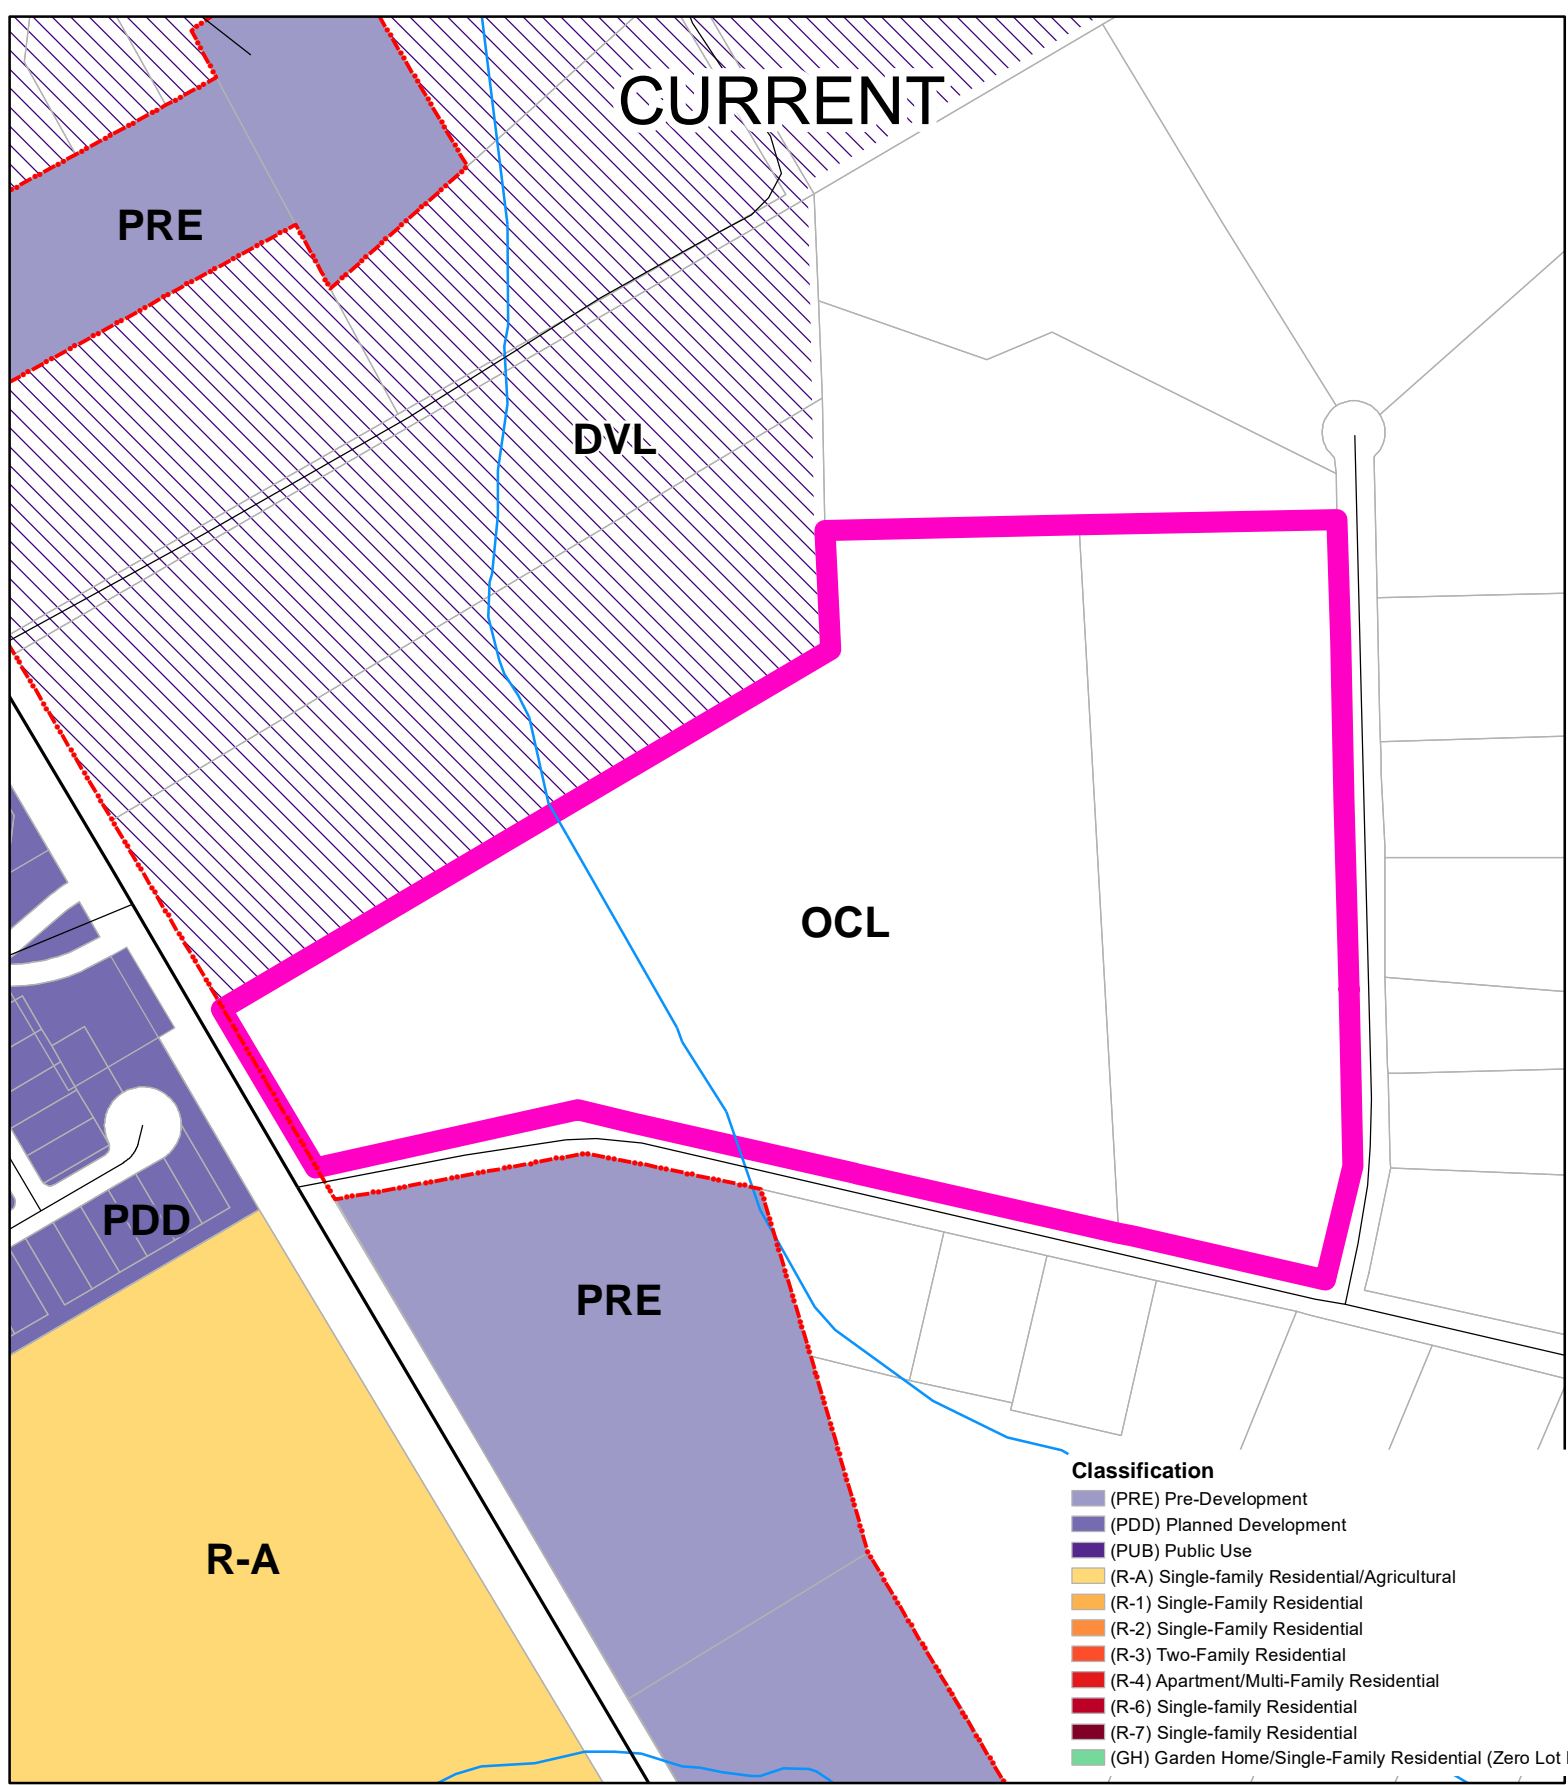 CURRENT
PRE
DVL
OCL
PDD
PRE
R-A
Classification
(PRE) Pre-Development
(PDD) Planned Development
(PUB) Public Use
(R-A) Single-family Residential/Agricultural
(R-1) Single-Family Residential
(R-2) Single-Family Residential
(R-3) Two-Family Residential
(R-4) Apartment/Multi-Family Residential
(R-6) Single-family Residential
(R-7) Single-family Residential
(GH) Garden Home/Single-Family Residential (Zero Lot